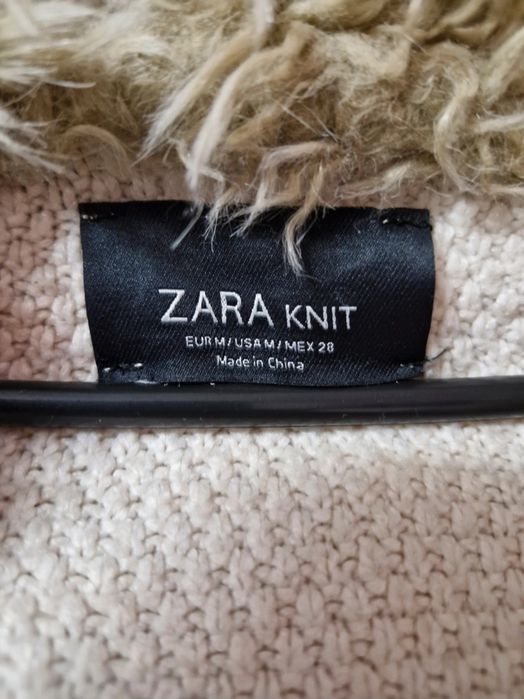 ZARA KNIT
EUR M / USA M / MEX 28
Made in China